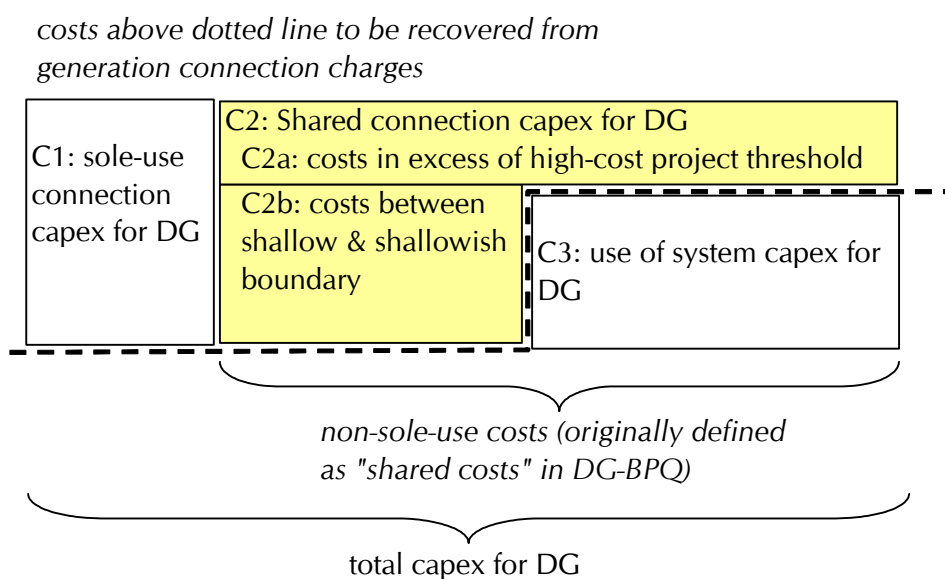 costs above dotted line to be recovered from
generation connection charges
C1: sole-use
connection
capex for DG
C2: Shared connection capex for DG
C2a: costs in excess of high-cost project threshold
C2b: costs between
shallow & shallowish
boundary
C3: use of system capex for
DG
non-sole-use costs (originally defined
as "shared costs" in DG-BPQ)
total capex for DG